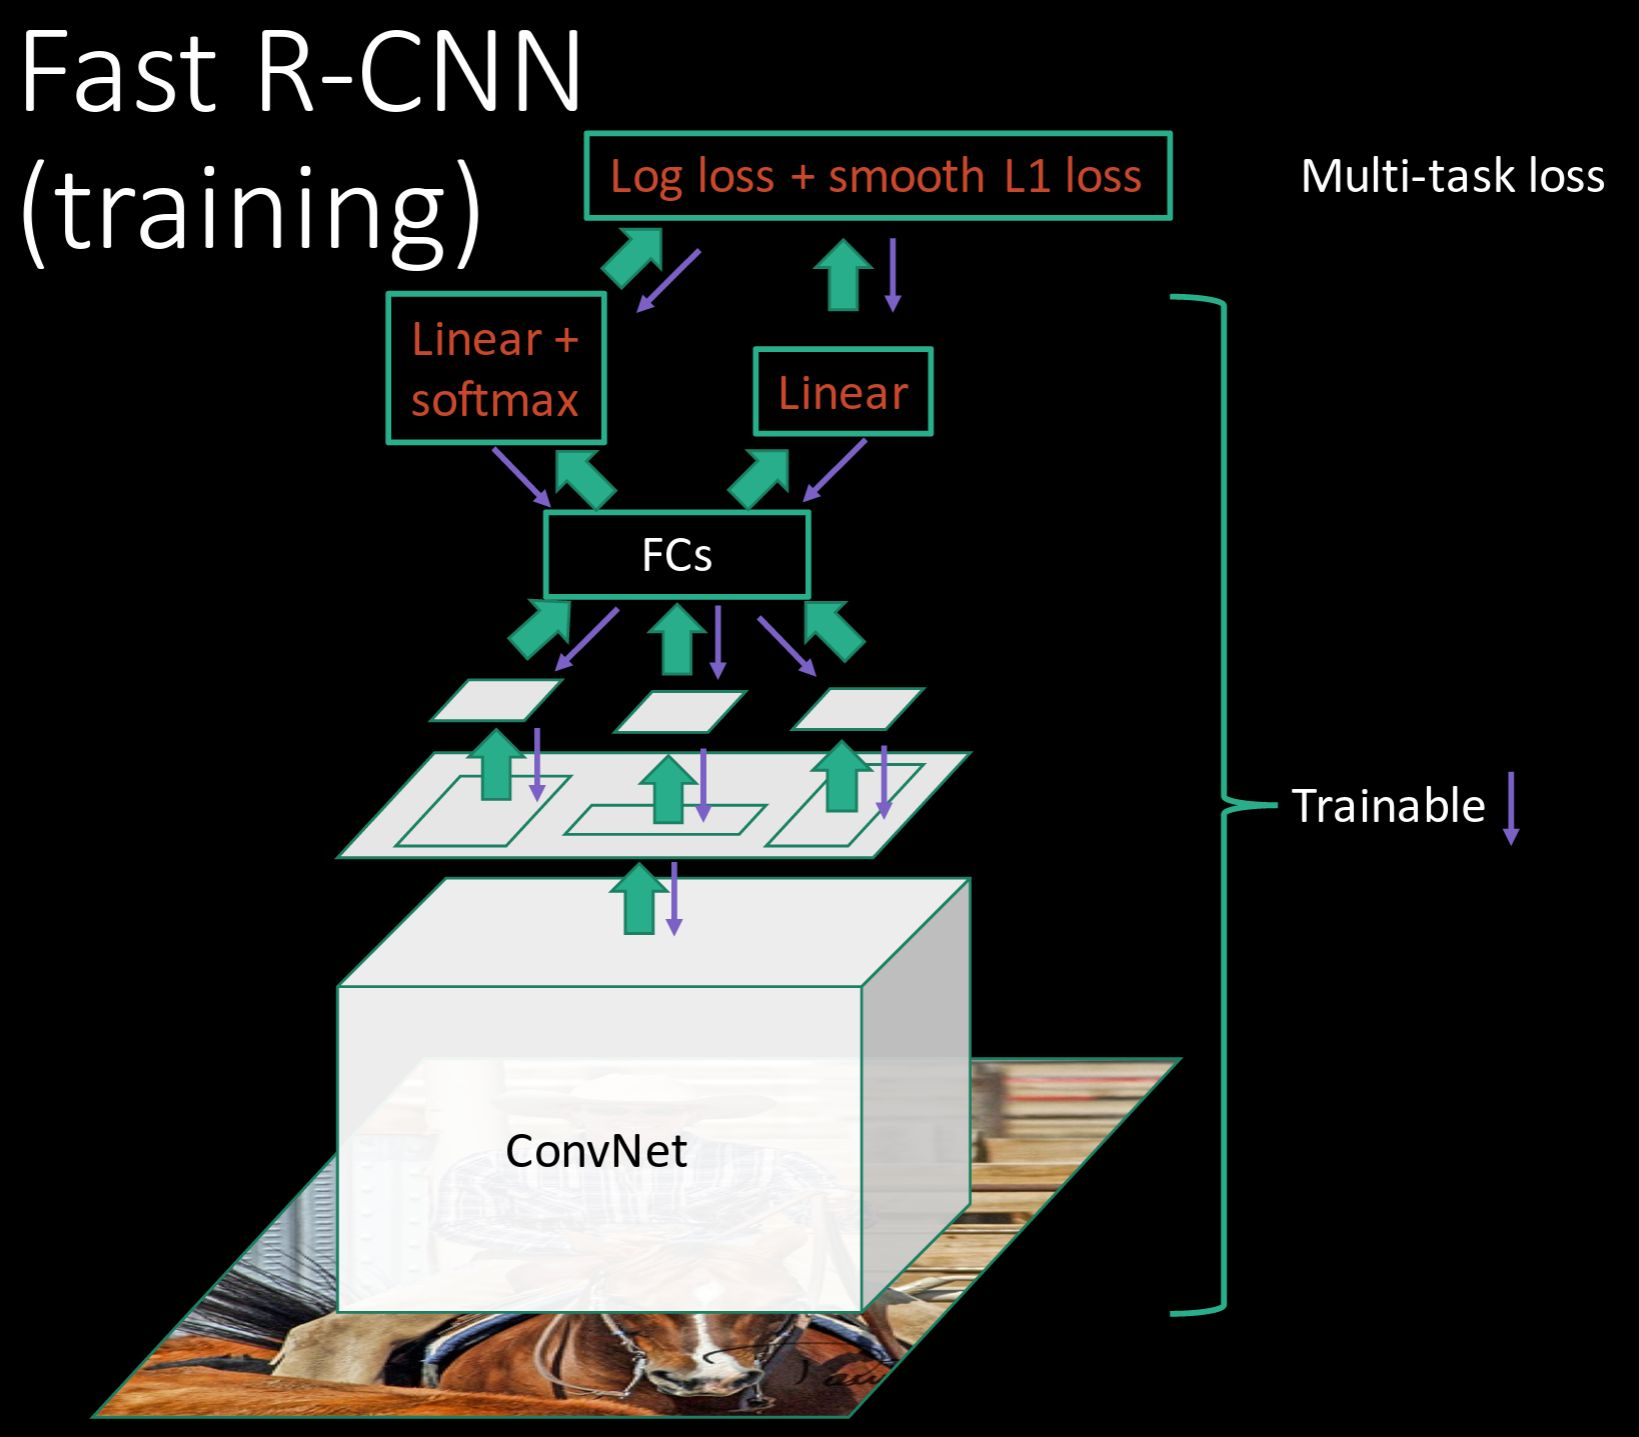 Fast R-CNN
(training)
Log loss + smooth L1 loss
Multi-task loss
Linear +
softmax
Linear
FCs
Trainable
ConvNet